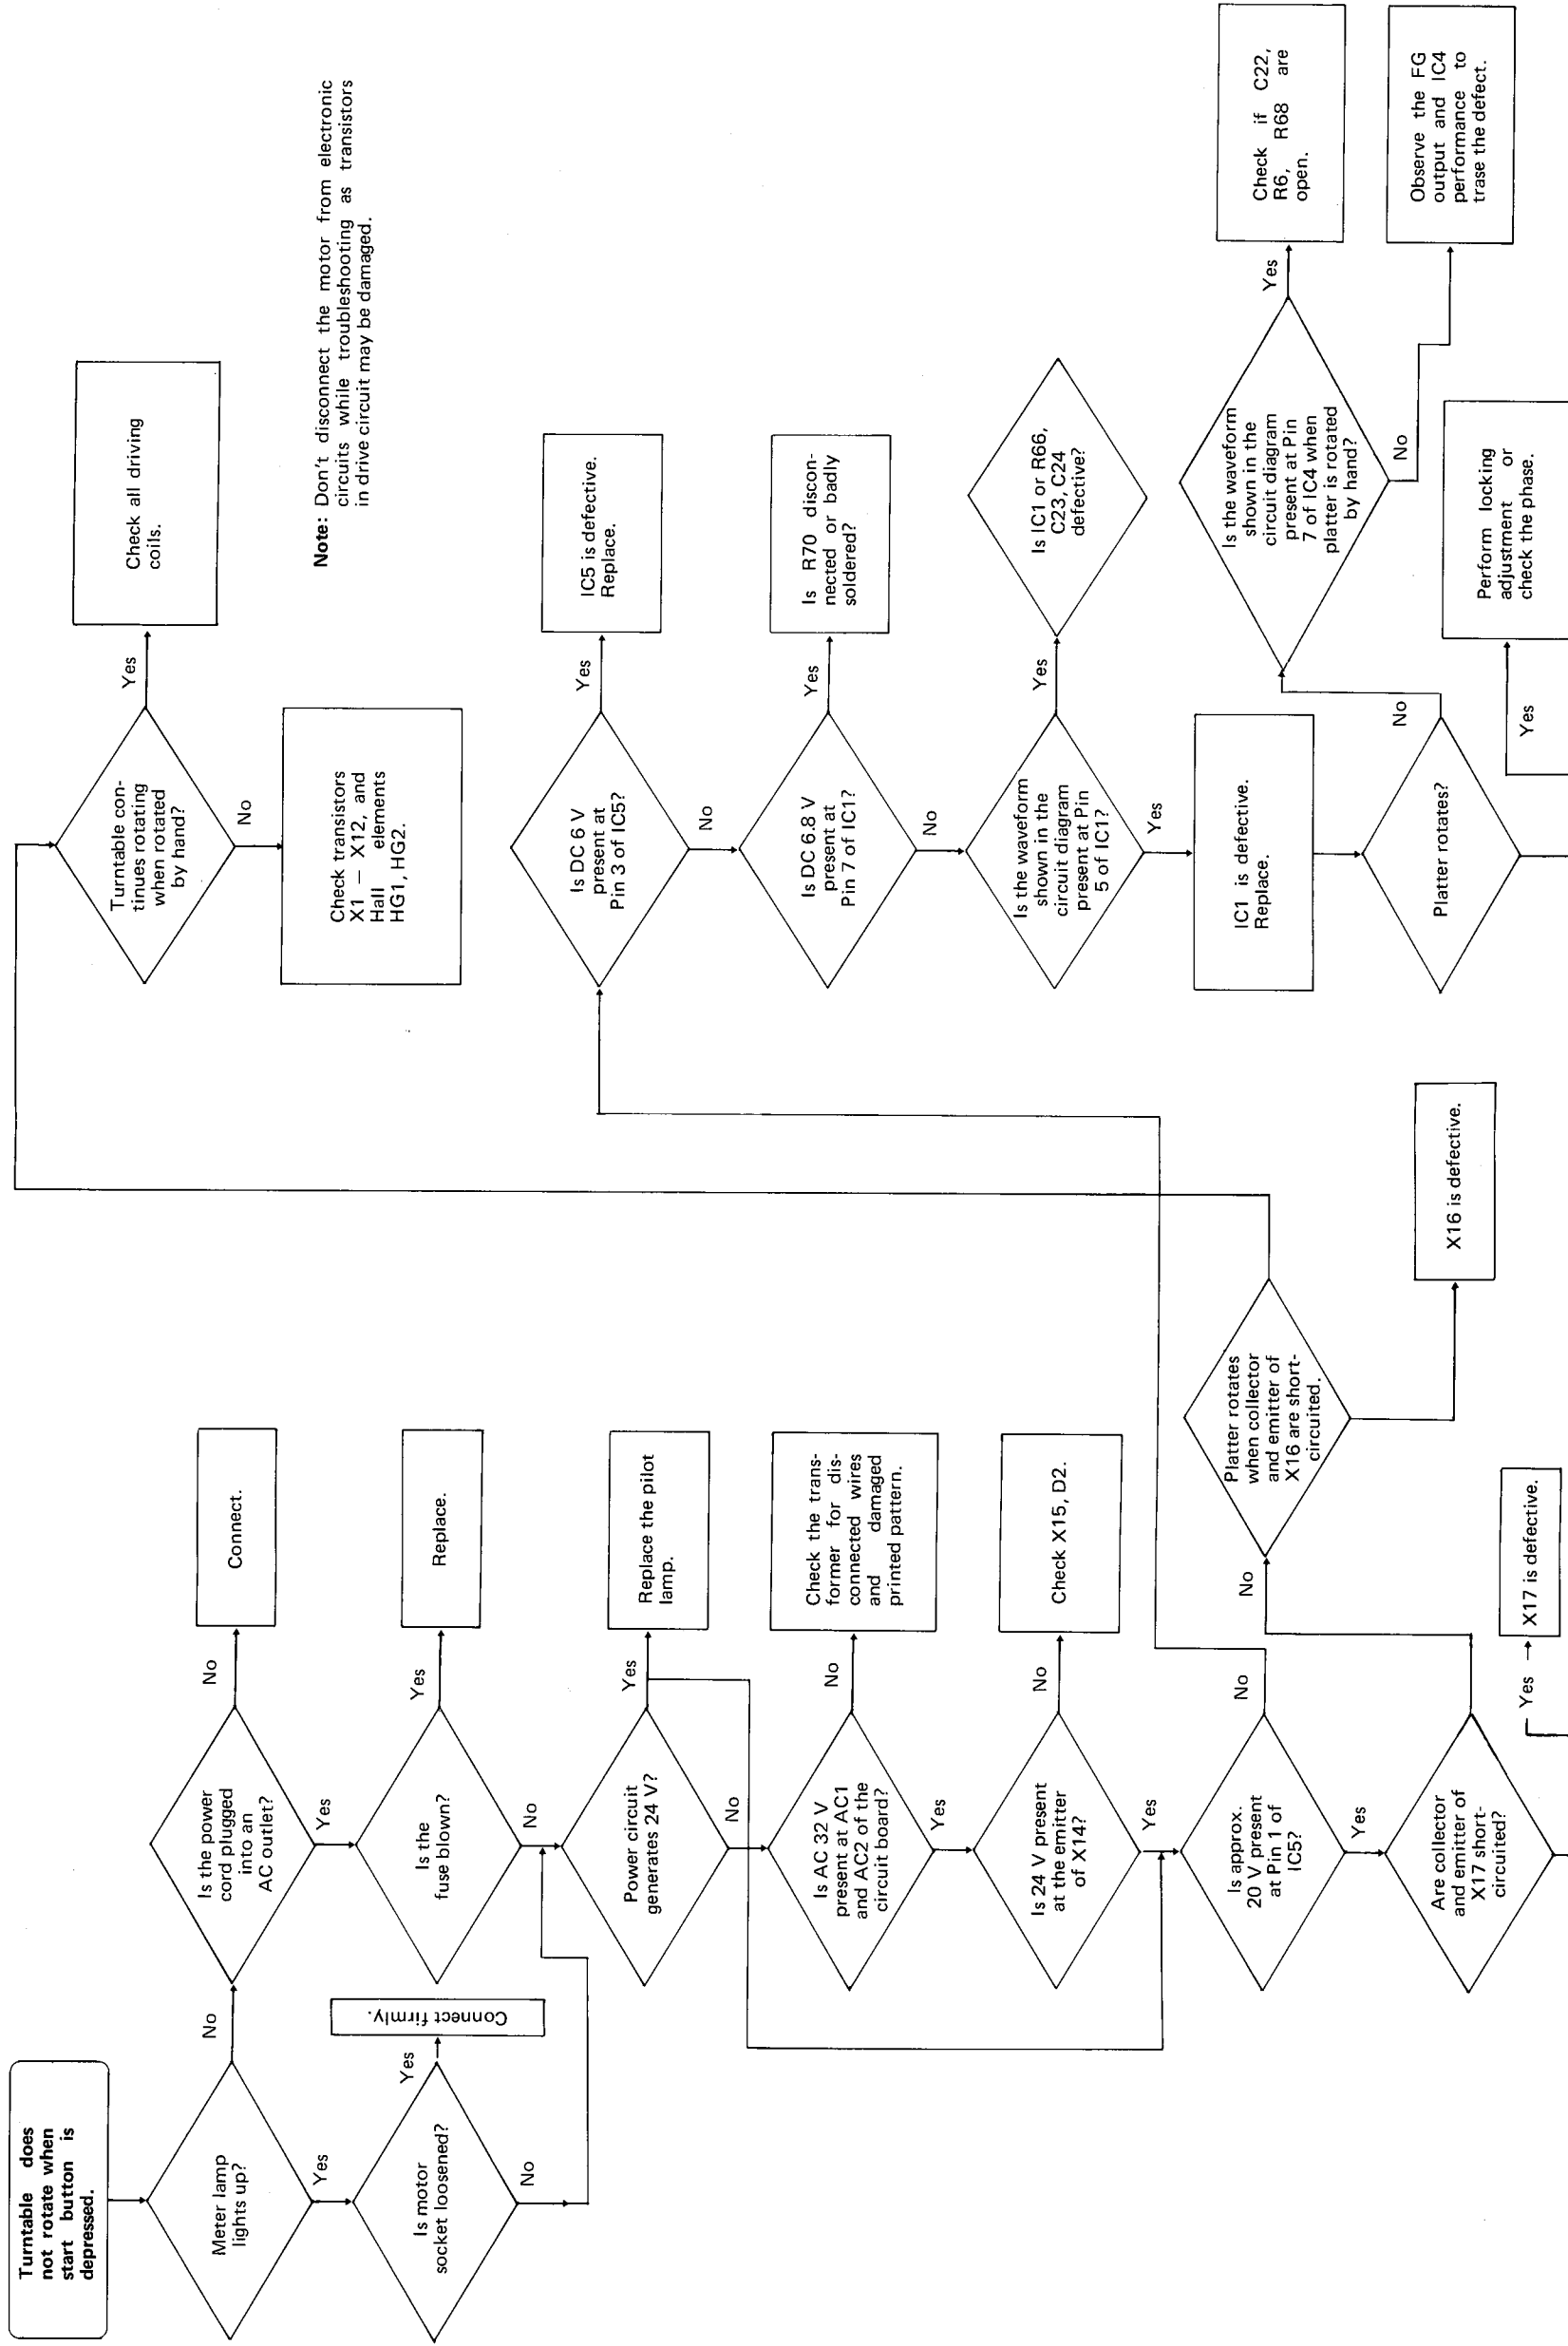 Turntable does
not rotate when
start button is
depressed.
Meter lamp
lights up?
No
Yes
Is motor
socket loosened?
Yes
Connect firmly.
No
Is the power
cord plugged
into an
AC outlet?
No
Connect.
Yes
Is the
fuse blown?
Yes
Replace.
No
Power circuit
generates 24 V?
Yes
Replace the pilot
lamp.
No
Is AC 32 V
present at AC1
and AC2 of the
circuit board?
No
Check the trans-
former for dis-
connected wires
and damaged
printed pattern.
Yes
Is 24 V present
at the emitter
of X14?
No
Check X15, D2.
Yes
Is approx.
20 V present
at Pin 1 of
IC5?
No
Yes
Are collector
and emitter of
X17 short-
circuited?
No
Yes
X17 is defective.
Platter rotates
when collector
and emitter of
X16 are short-
circuited.
X16 is defective.
Turntable con-
tinues rotating
when rotated
by hand?
Yes
Check all driving
coils.
No
Check transistors
X1 — X12, and
Hall elements
HG1, HG2.
Note: Don't disconnect the motor from electronic
circuits while troubleshooting as transistors
in drive circuit may be damaged.
Is DC 6 V
present at
Pin 3 of IC5?
Yes
IC5 is defective.
Replace.
No
Is DC 6.8 V
present at
Pin 7 of IC1?
Yes
Is R70 discon-
nected or badly
soldered?
No
Is the waveform
shown in the
circuit diagram
present at Pin
5 of IC1?
Yes
Is IC1 or R66,
C23, C24
defective?
Yes
IC1 is defective.
Replace.
Platter rotates?
No
Yes
Perform locking
adjustment or
check the phase.
Is the waveform
shown in the
circuit diagram
present at Pin
7 of IC4 when
platter is rotated
by hand?
Yes
Check if C22,
R6, R68 are
open.
No
Observe the FG
output and IC4
performance to
trase the defect.